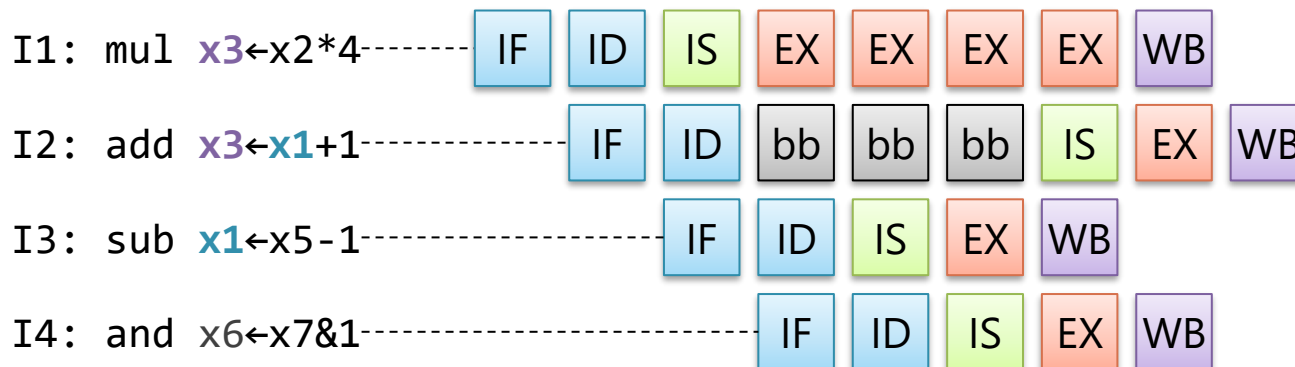 I1: mul x3←x2*4 IF ID IS EX EX EX EX WB
I2: add x3←x1+1 IF ID bb bb bb IS EX WB
I3: sub x1←x5-1 IF ID IS EX WB
I4: and x6←x7&1 IF ID IS EX WB